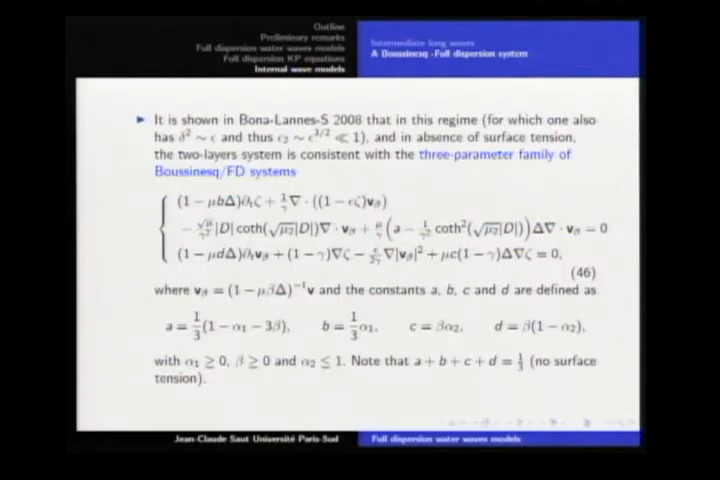 Outline
Preliminary remarks
Full dispersion water waves models
Full dispersion KP equations
Internal wave models
Intermediate long waves
A Boussinesq -Full dispersion system
It is shown in Bona-Lannes-S 2008 that in this regime (for which one also
has δ² ∼ ϵ and thus ϵ₂ ∼ ϵ^{3/2} ≪ 1), and in absence of surface tension,
the two-layers system is consistent with the three-parameter family of
Boussinesq/FD systems
(1 − μbΔ)∂ₜζ + 1/γ ∇ · ((1 − ϵζ)v_β)
− √μ/γ² |D| coth(√μ₂|D|)∇ · v_β + μ/γ (a − 1/γ² coth²(√μ₂|D|))Δ∇ · v_β = 0
(1 − μdΔ)∂ₜv_β + (1 − γ)∇ζ − ϵ/2γ ∇|v_β|² + μc(1 − γ)Δ∇ζ = 0,
(46)
where v_β = (1 − μβΔ)⁻¹v and the constants a, b, c and d are defined as
a = 1/3 (1 − α₁ − 3β), b = 1/3 α₁, c = βα₂, d = β(1 − α₂),
with α₁ ≥ 0, β ≥ 0 and α₂ ≤ 1. Note that a + b + c + d = 1/3 (no surface
tension).
Jean-Claude Saut Université Paris-Sud
Full dispersion water waves models